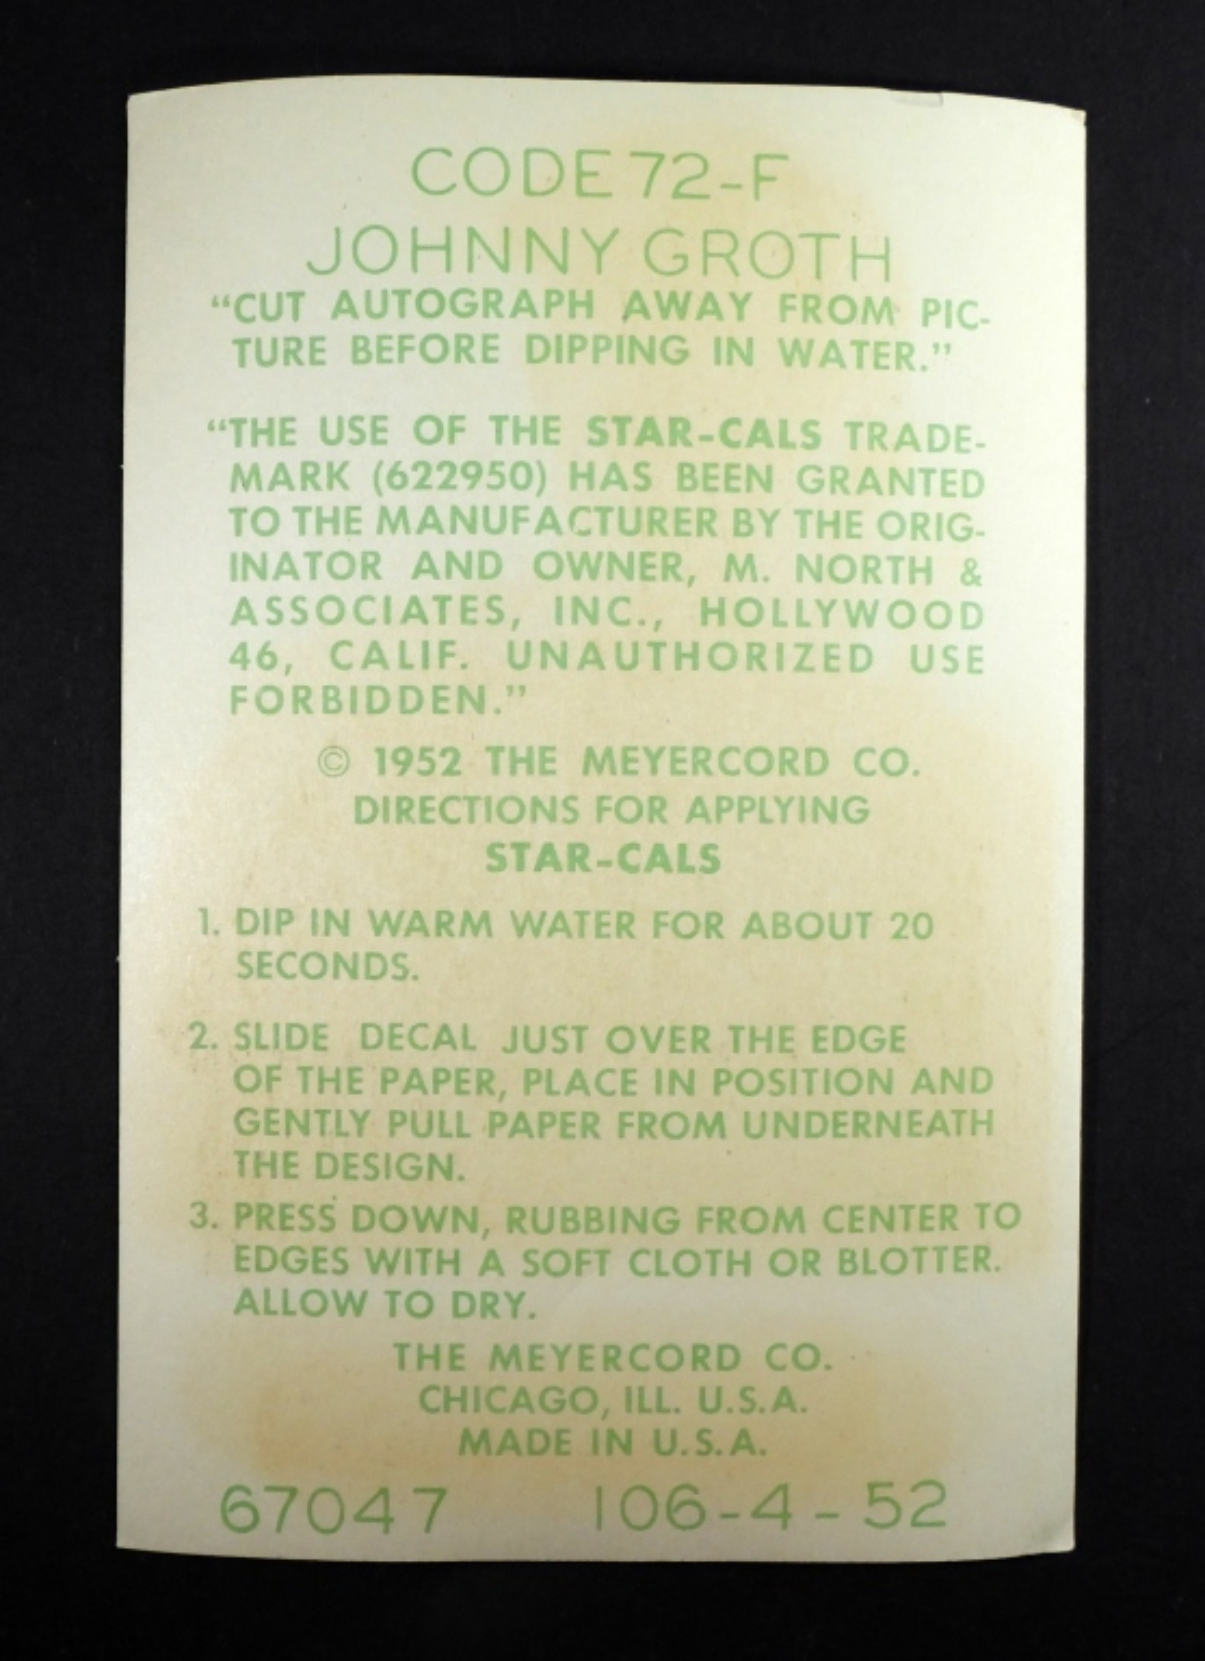 CODE 72-F
JOHNNY GROTH
“CUT AUTOGRAPH AWAY FROM PIC-
TURE BEFORE DIPPING IN WATER.”
“THE USE OF THE STAR-CALS TRADE-
MARK (622950) HAS BEEN GRANTED
TO THE MANUFACTURER BY THE ORIG-
INATOR AND OWNER, M. NORTH &
ASSOCIATES, INC., HOLLYWOOD
46, CALIF. UNAUTHORIZED USE
FORBIDDEN.”
© 1952 THE MEYERCORD CO.
DIRECTIONS FOR APPLYING
STAR-CALS
1. DIP IN WARM WATER FOR ABOUT 20
SECONDS.
2. SLIDE DECAL JUST OVER THE EDGE
OF THE PAPER, PLACE IN POSITION AND
GENTLY PULL PAPER FROM UNDERNEATH
THE DESIGN.
3. PRESS DOWN, RUBBING FROM CENTER TO
EDGES WITH A SOFT CLOTH OR BLOTTER.
ALLOW TO DRY.
THE MEYERCORD CO.
CHICAGO, ILL. U.S.A.
MADE IN U.S.A.
67047 106-4-52